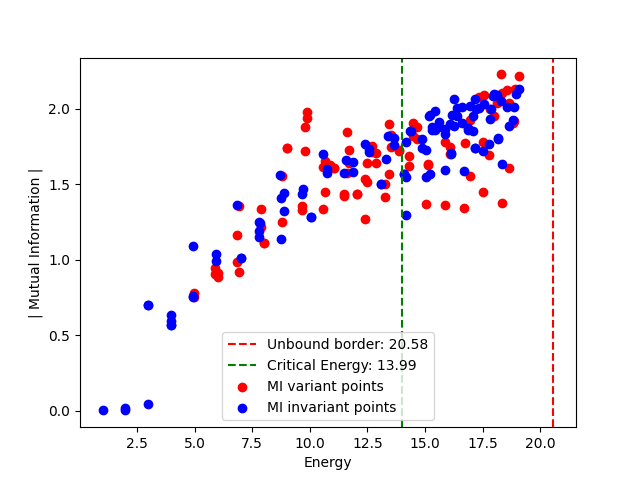 2.0
1.5
1.0
0.5
0.0
| Mutual Information |
Unbound border: 20.58
Critical Energy: 13.99
MI variant points
MI invariant points
2.5 5.0 7.5 10.0 12.5 15.0 17.5 20.0
Energy